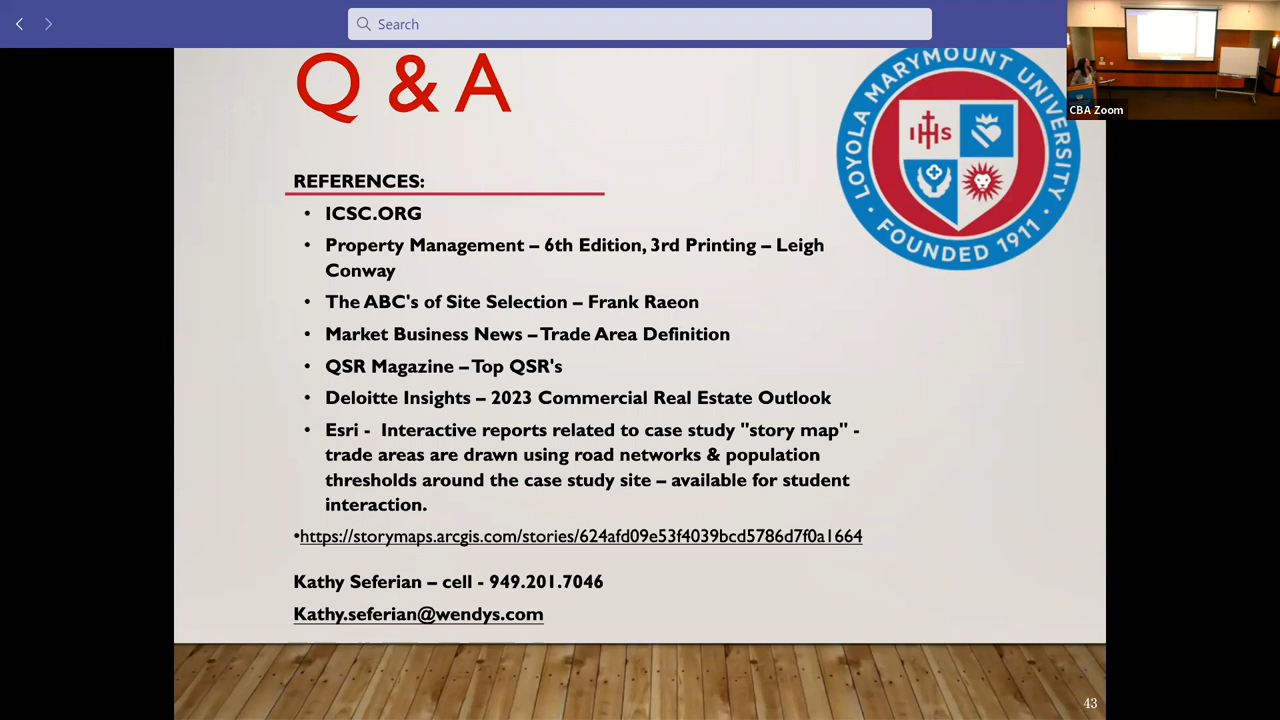 Search
CBA Zoom
Q & A
LOYOLA MARYMOUNT UNIVERSITY
IHS
• FOUNDED 1911 •
REFERENCES:
• ICSC.ORG
• Property Management – 6th Edition, 3rd Printing – Leigh
Conway
• The ABC's of Site Selection – Frank Raeon
• Market Business News – Trade Area Definition
• QSR Magazine – Top QSR's
• Deloitte Insights – 2023 Commercial Real Estate Outlook
• Esri - Interactive reports related to case study "story map" -
trade areas are drawn using road networks & population
thresholds around the case study site – available for student
interaction.
•https://storymaps.arcgis.com/stories/624afd09e53f4039bcd5786d7f0a1664
Kathy Seferian – cell - 949.201.7046
Kathy.seferian@wendys.com
43